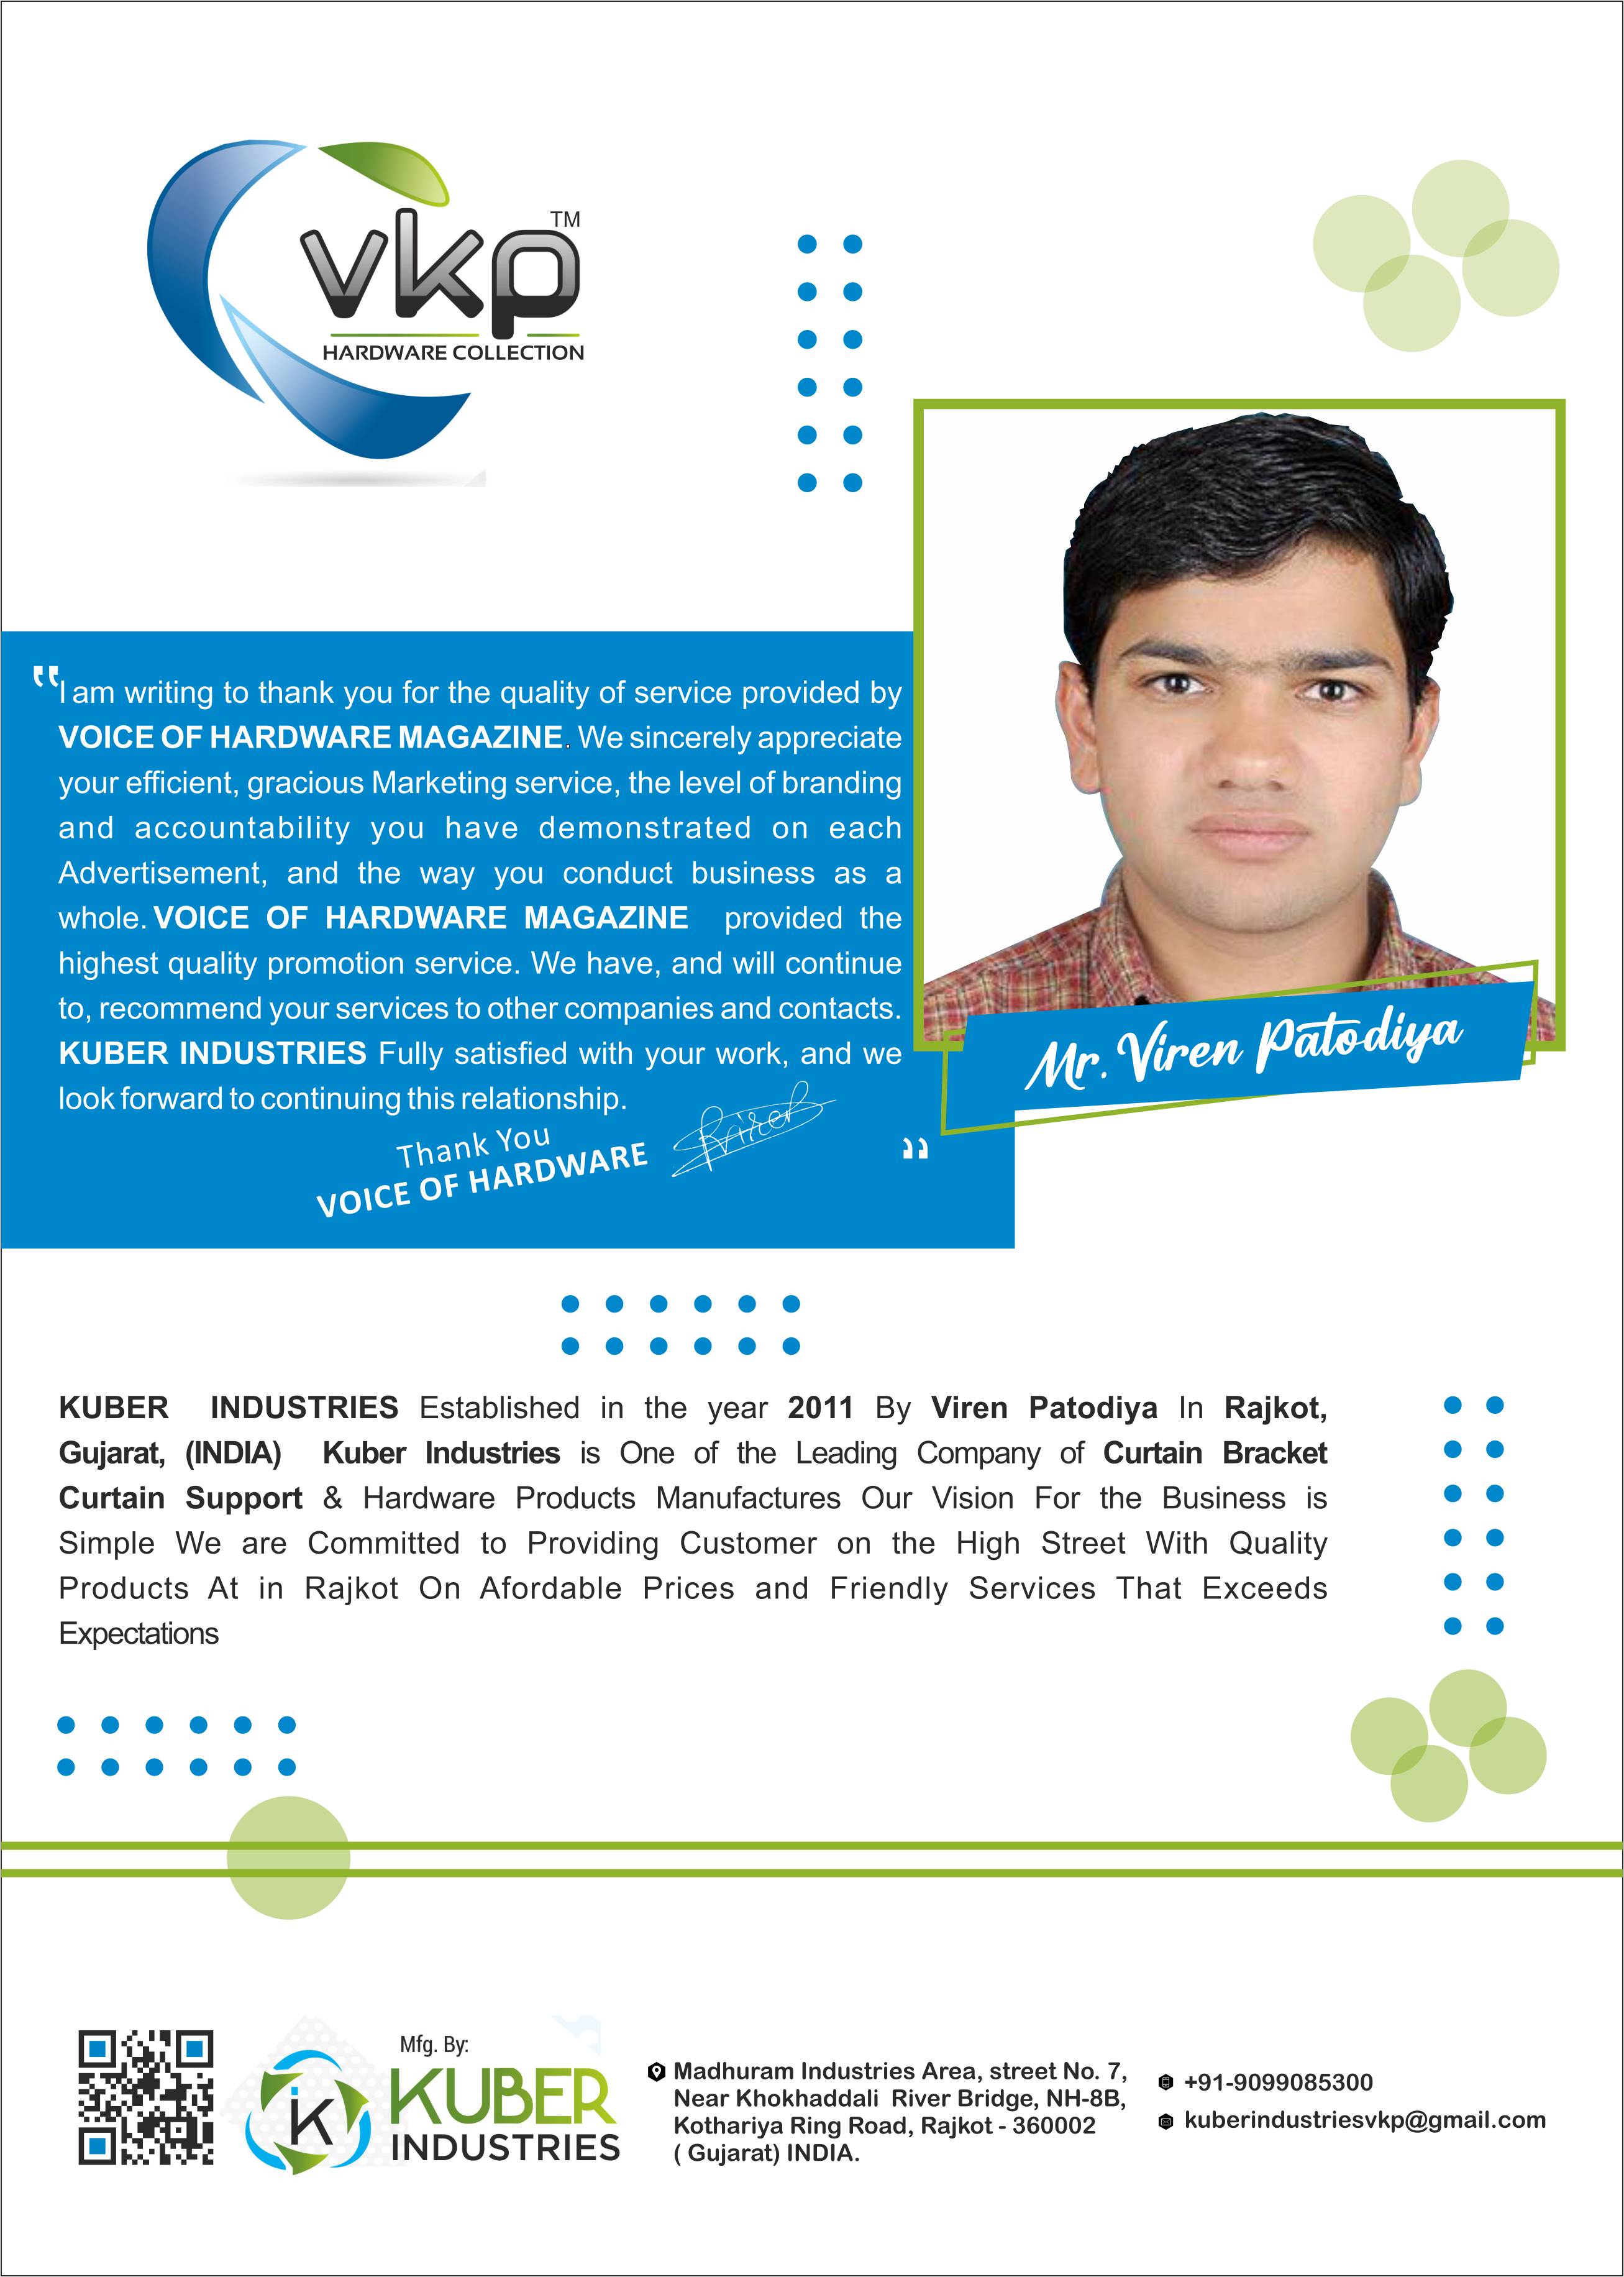 vkp TM
HARDWARE COLLECTION
"I am writing to thank you for the quality of service provided by
VOICE OF HARDWARE MAGAZINE. We sincerely appreciate
your efficient, gracious Marketing service, the level of branding
and accountability you have demonstrated on each
Advertisement, and the way you conduct business as a
whole. VOICE OF HARDWARE MAGAZINE provided the
highest quality promotion service. We have, and will continue
to, recommend your services to other companies and contacts.
KUBER INDUSTRIES Fully satisfied with your work, and we
look forward to continuing this relationship.
Thank You
VOICE OF HARDWARE
"
Mr. Viren Patodiya
KUBER INDUSTRIES Established in the year 2011 By Viren Patodiya In Rajkot,
Gujarat, (INDIA) Kuber Industries is One of the Leading Company of Curtain Bracket
Curtain Support & Hardware Products Manufactures Our Vision For the Business is
Simple We are Committed to Providing Customer on the High Street With Quality
Products At in Rajkot On Afordable Prices and Friendly Services That Exceeds
Expectations
iK
Mfg. By:
KUBER
INDUSTRIES
Madhuram Industries Area, street No. 7,
Near Khokhaddali River Bridge, NH-8B,
Kothariya Ring Road, Rajkot - 360002
( Gujarat) INDIA.
+91-9099085300
kuberindustriesvkp@gmail.com